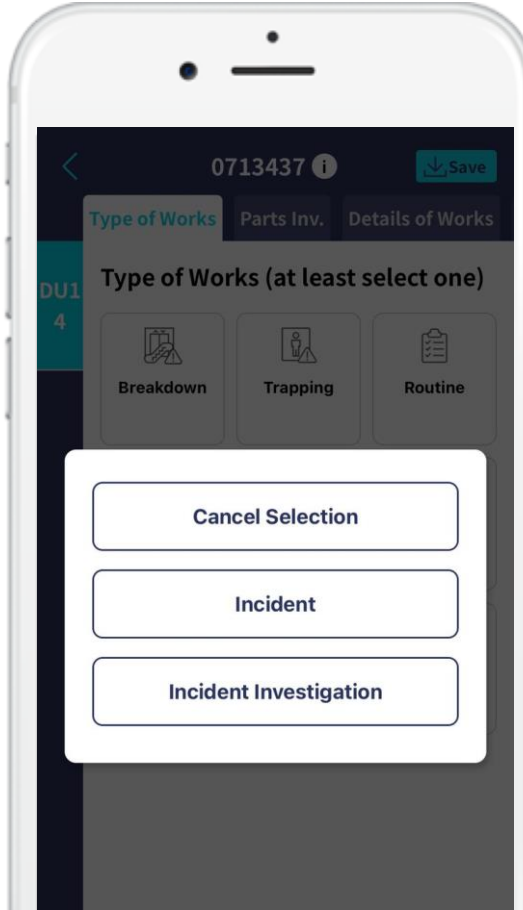 0713437
Save
Type of Works
Parts Inv.
Details of Works
DU1
4
Type of Works (at least select one)
Breakdown
Trapping
Routine
Cancel Selection
Incident
Incident Investigation